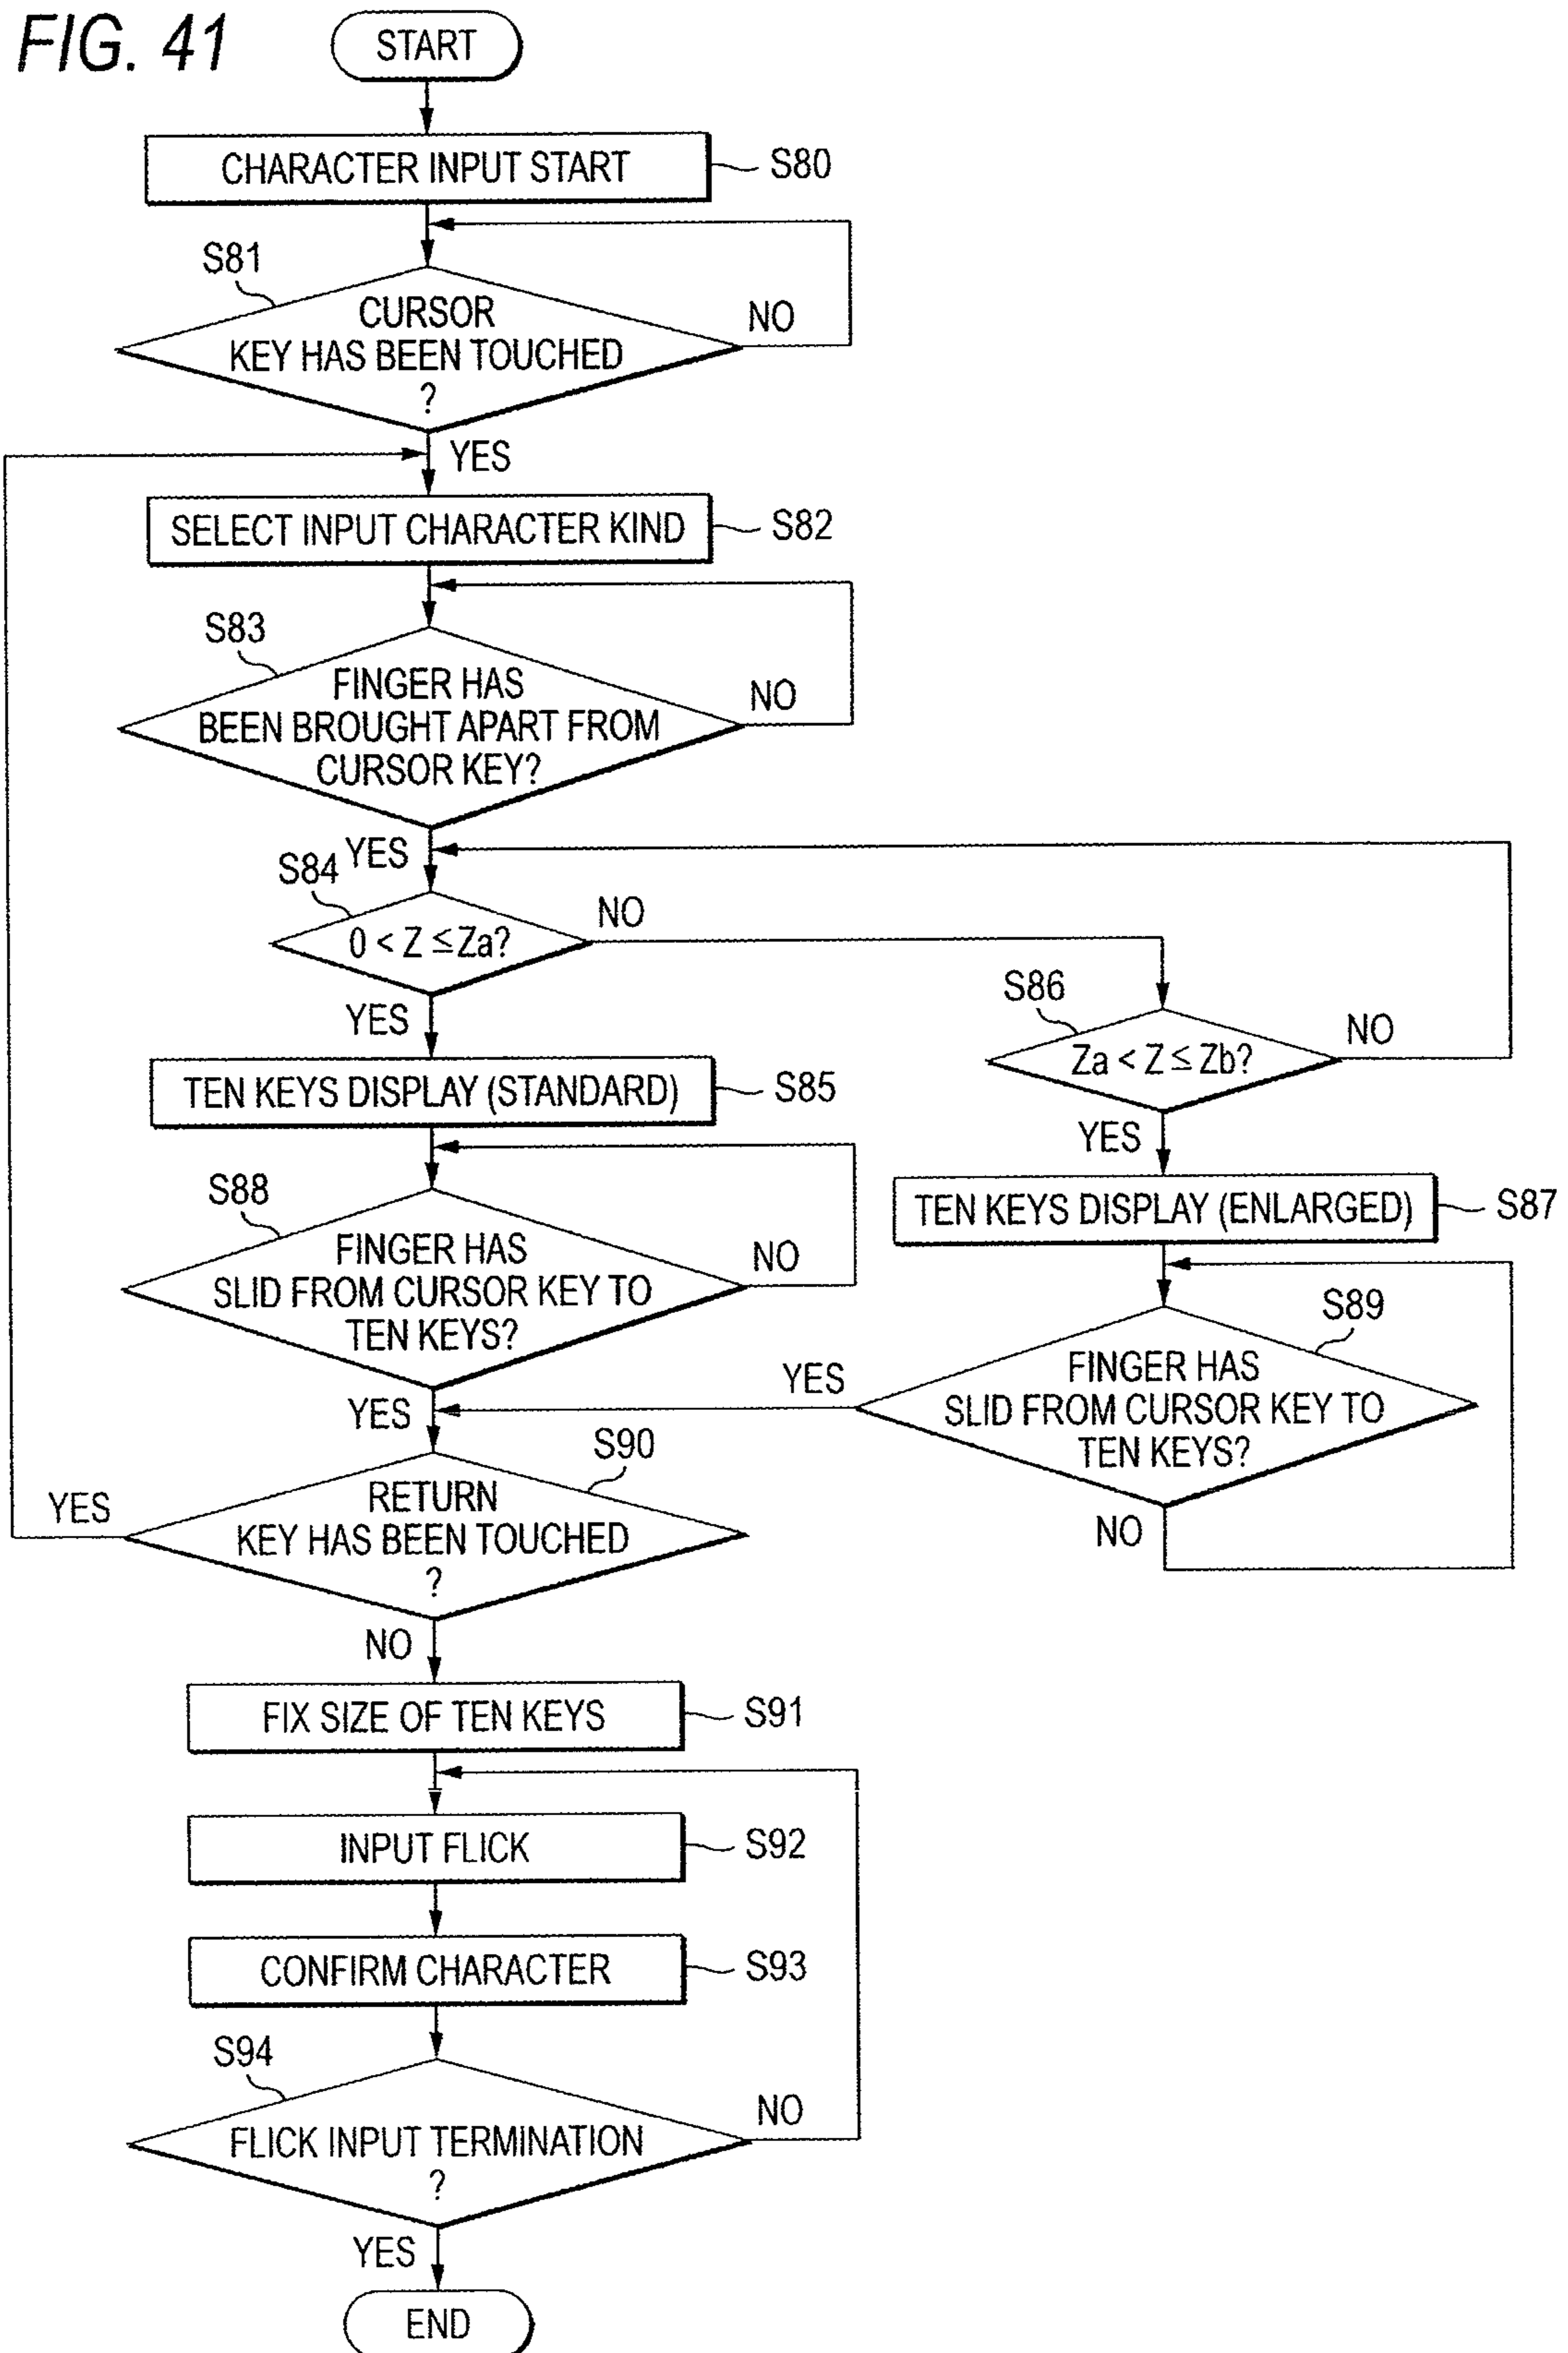 FIG. 41
START
CHARACTER INPUT START
S80
S81
CURSOR
KEY HAS BEEN TOUCHED
?
NO
YES
SELECT INPUT CHARACTER KIND
S82
S83
FINGER HAS
BEEN BROUGHT APART FROM
CURSOR KEY?
NO
YES
S84
0 < Z ≦ Za?
NO
YES
S86
Za < Z ≦ Zb?
NO
YES
TEN KEYS DISPLAY (STANDARD)
S85
TEN KEYS DISPLAY (ENLARGED)
S87
S88
FINGER HAS
SLID FROM CURSOR KEY TO
TEN KEYS?
NO
YES
S89
FINGER HAS
SLID FROM CURSOR KEY TO
TEN KEYS?
YES
NO
S90
RETURN
KEY HAS BEEN TOUCHED
?
YES
NO
FIX SIZE OF TEN KEYS
S91
INPUT FLICK
S92
CONFIRM CHARACTER
S93
S94
FLICK INPUT TERMINATION
?
NO
YES
END